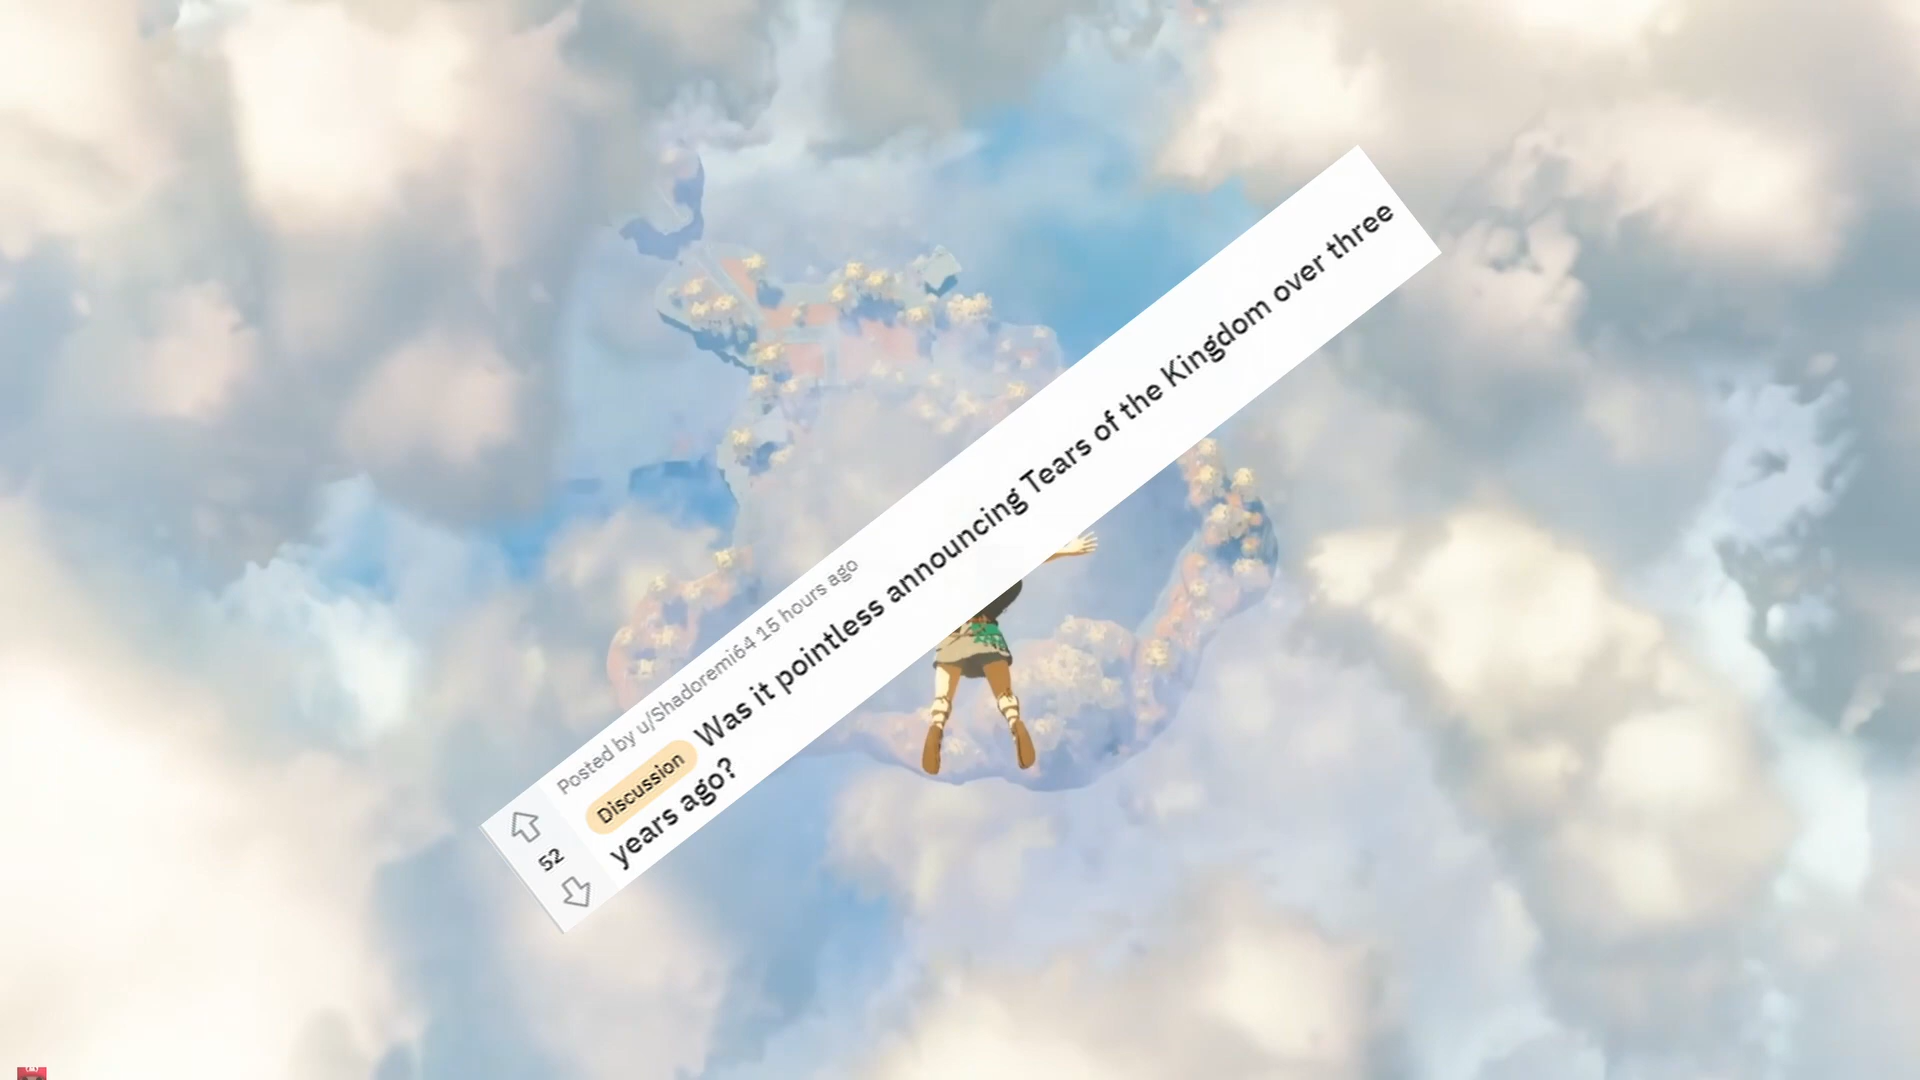 Posted by u/Shadoremi64 15 hours ago
Discussion Was it pointless announcing Tears of the Kingdom over three
years ago?
52